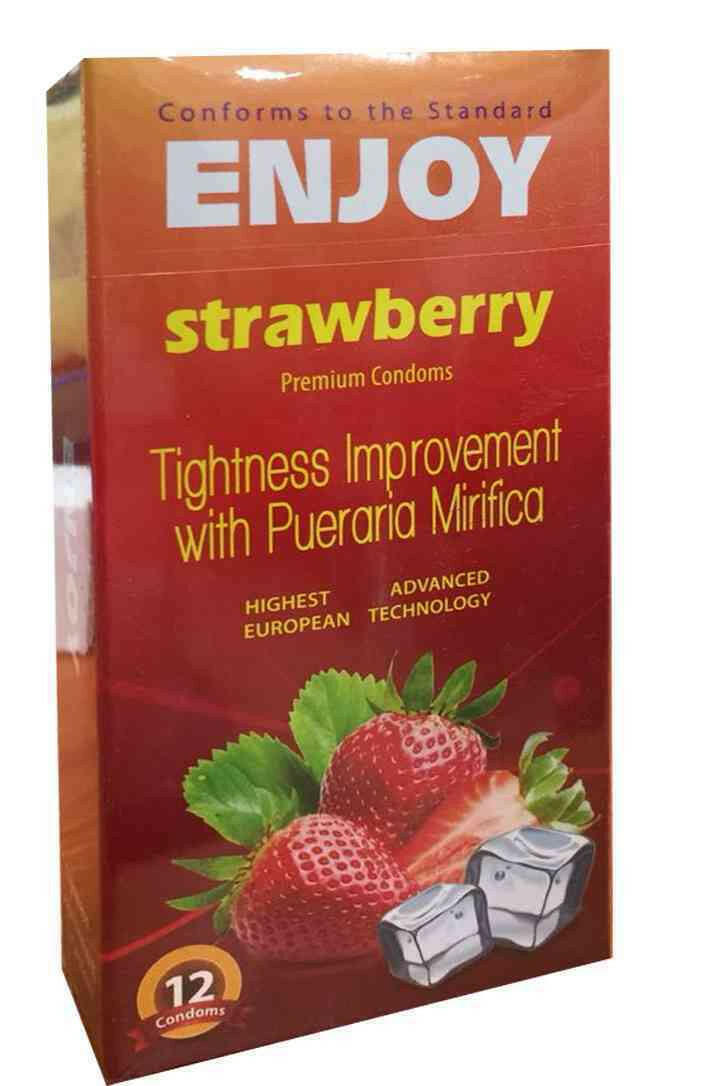 Conforms to the Standard
ENJOY
strawberry
Premium Condoms
Tightness Improvement
with Pueraria Mirifica
HIGHEST ADVANCED
EUROPEAN TECHNOLOGY
12
Condoms